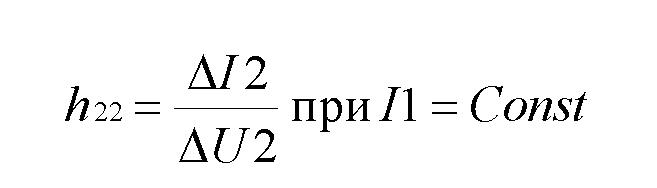 h22 = ΔI2 / ΔU2 при I1 = Const